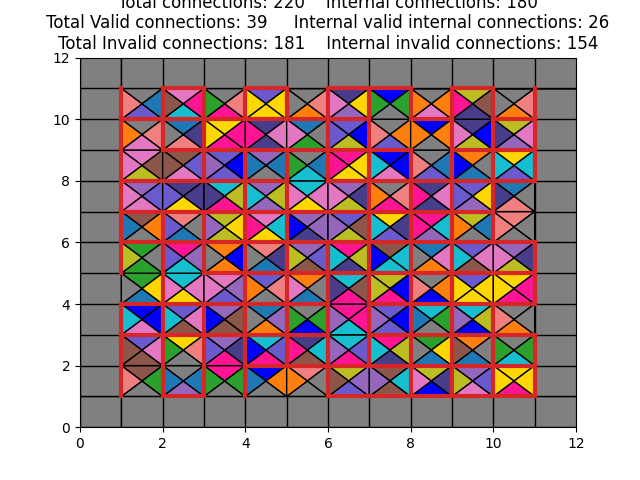 Total connections: 220    Internal connections: 180
Total Valid connections: 39    Internal valid internal connections: 26
Total Invalid connections: 181    Internal invalid connections: 154
12
10
8
6
4
2
0
0 2 4 6 8 10 12